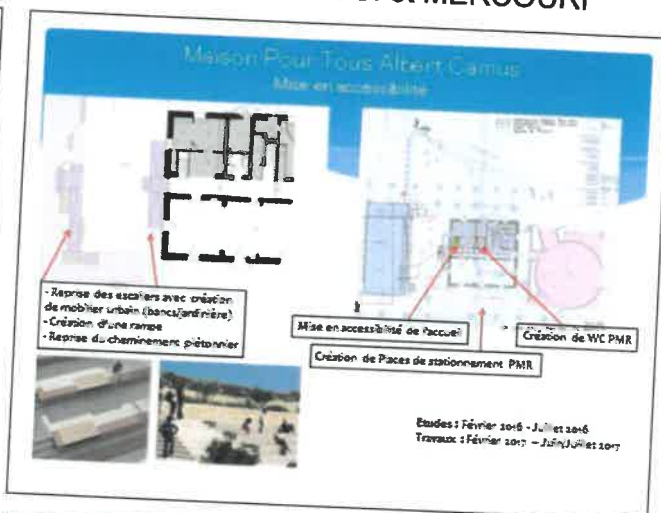 & MERCOURI
Maison Pour Tous Albert Camus
Mise en accessibilité
- Reprise des escaliers avec création
de mobilier urbain (bancs/jardinière)
- Création d'une rampe
- Reprise du cheminement piétonnier
Mise en accessibilité de l'accueil
Création de WC PMR
Création de Places de stationnement PMR
Etudes : Février 2016 - Juillet 2016
Travaux : Février 2017 – Juin/Juillet 2017